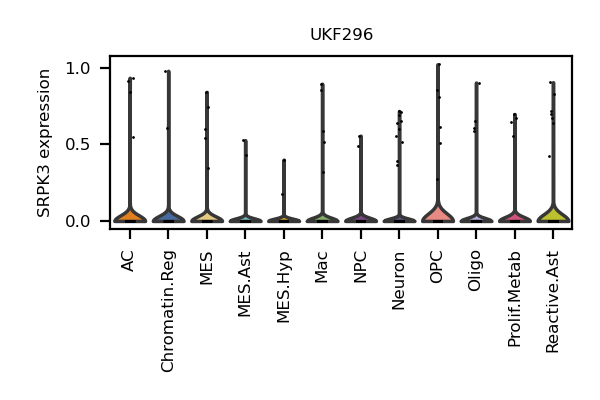 UKF296
SRPK3 expression
1.0
0.5
0.0
AC
Chromatin.Reg
MES
MES.Ast
MES.Hyp
Mac
NPC
Neuron
OPC
Oligo
Prolif.Metab
Reactive.Ast